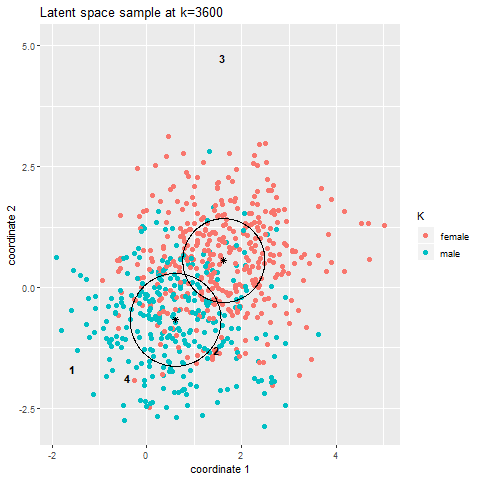 Latent space sample at k=3600
5.0
2.5
0.0
-2.5
coordinate 2
3
2
1
4
-2
0
2
4
coordinate 1
K
female
male